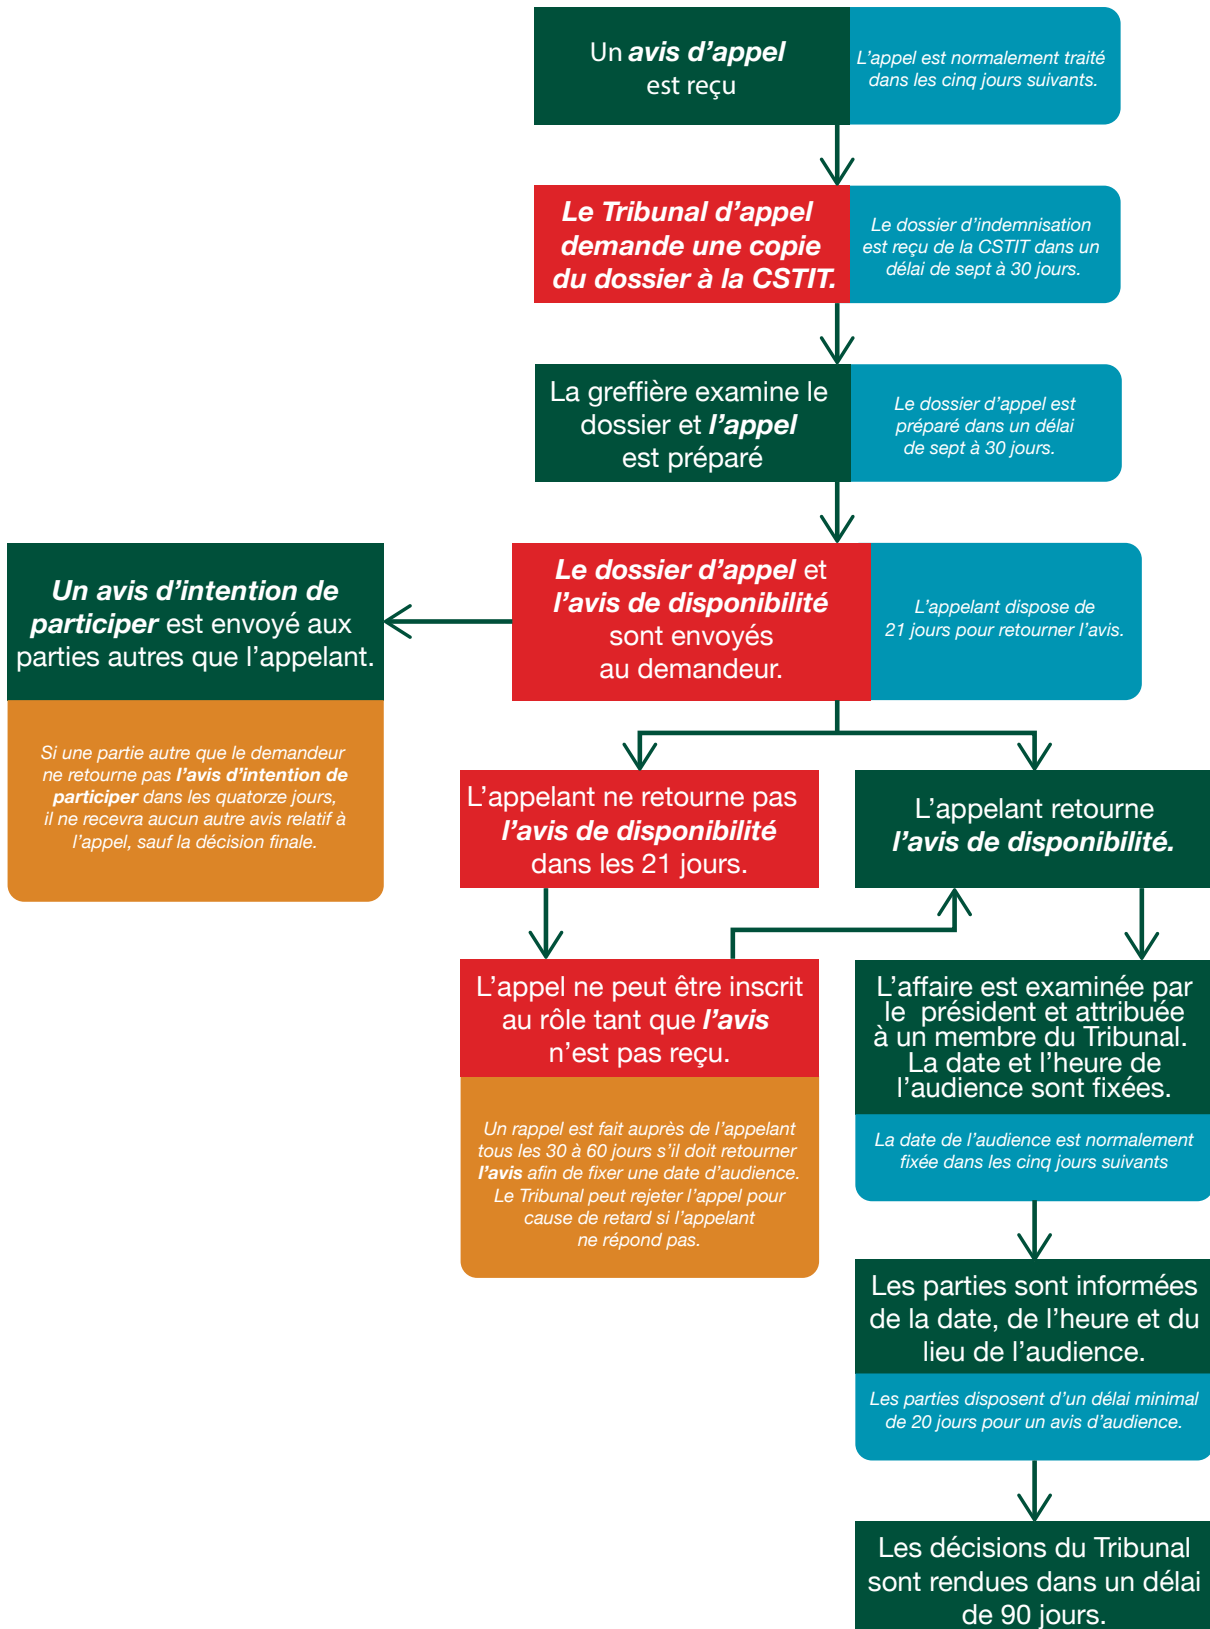 Un avis d’appel
est reçu
L’appel est normalement traité
dans les cinq jours suivants.
Le Tribunal d’appel
demande une copie
du dossier à la CSTIT.
Le dossier d’indemnisation
est reçu de la CSTIT dans un
délai de sept à 30 jours.
La greffière examine le
dossier et l’appel
est préparé
Le dossier d’appel est
préparé dans un délai
de sept à 30 jours.
Le dossier d’appel et
l’avis de disponibilité
sont envoyés
au demandeur.
L’appelant dispose de
21 jours pour retourner l’avis.
Un avis d’intention de
participer est envoyé aux
parties autres que l’appelant.
Si une partie autre que le demandeur
ne retourne pas l’avis d’intention de
participer dans les quatorze jours,
il ne recevra aucun autre avis relatif à
l’appel, sauf la décision finale.
L’appelant ne retourne pas
l’avis de disponibilité
dans les 21 jours.
L’appelant retourne
l’avis de disponibilité.
L’appel ne peut être inscrit
au rôle tant que l’avis
n’est pas reçu.
Un rappel est fait auprès de l’appelant
tous les 30 à 60 jours s’il doit retourner
l’avis afin de fixer une date d’audience.
Le Tribunal peut rejeter l’appel pour
cause de retard si l’appelant
ne répond pas.
L’affaire est examinée par
le président et attribuée
à un membre du Tribunal.
La date et l’heure de
l’audience sont fixées.
La date de l’audience est normalement
fixée dans les cinq jours suivants
Les parties sont informées
de la date, de l’heure et du
lieu de l’audience.
Les parties disposent d’un délai minimal
de 20 jours pour un avis d’audience.
Les décisions du Tribunal
sont rendues dans un délai
de 90 jours.